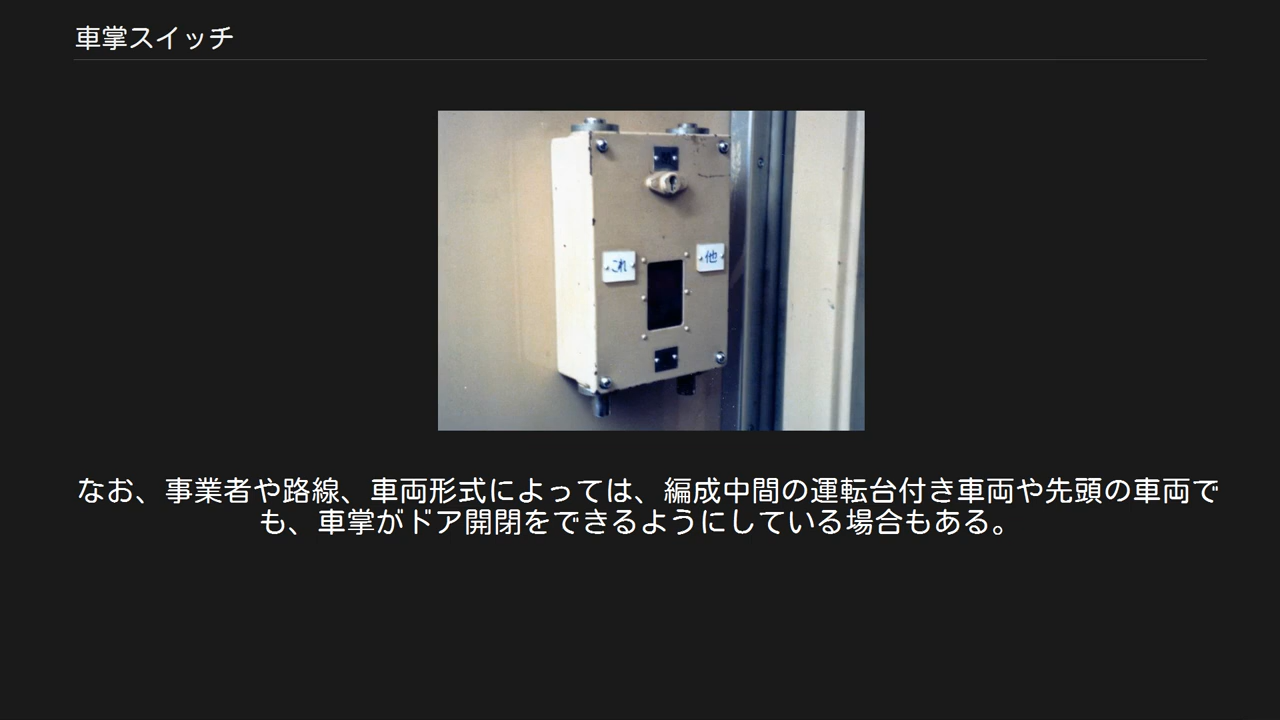 車掌スイッチ
これ
他
なお、事業者や路線、車両形式によっては、編成中間の運転台付き車両や先頭の車両で
も、車掌がドア開閉をできるようにしている場合もある。